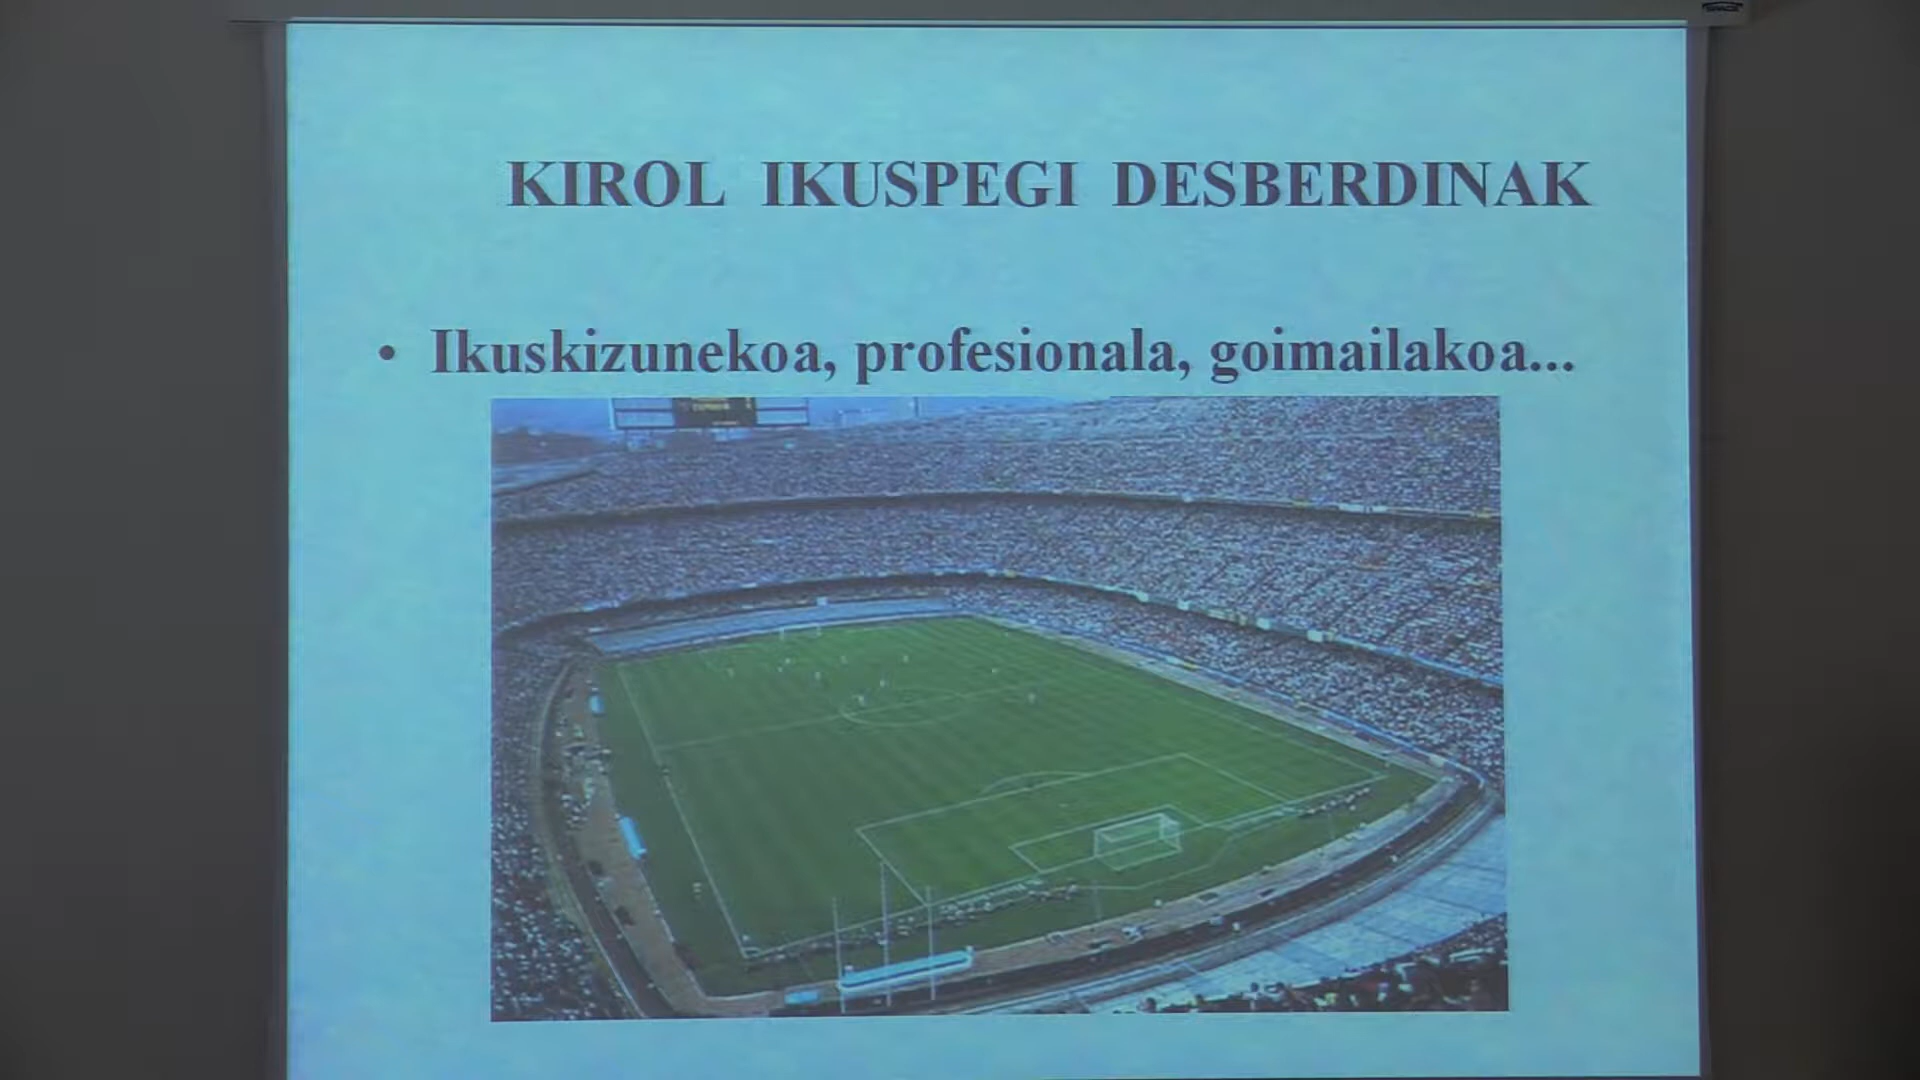 KIROL IKUSPEGI DESBERDINAK
• Ikuskizunekoa, profesionala, goimailakoa...